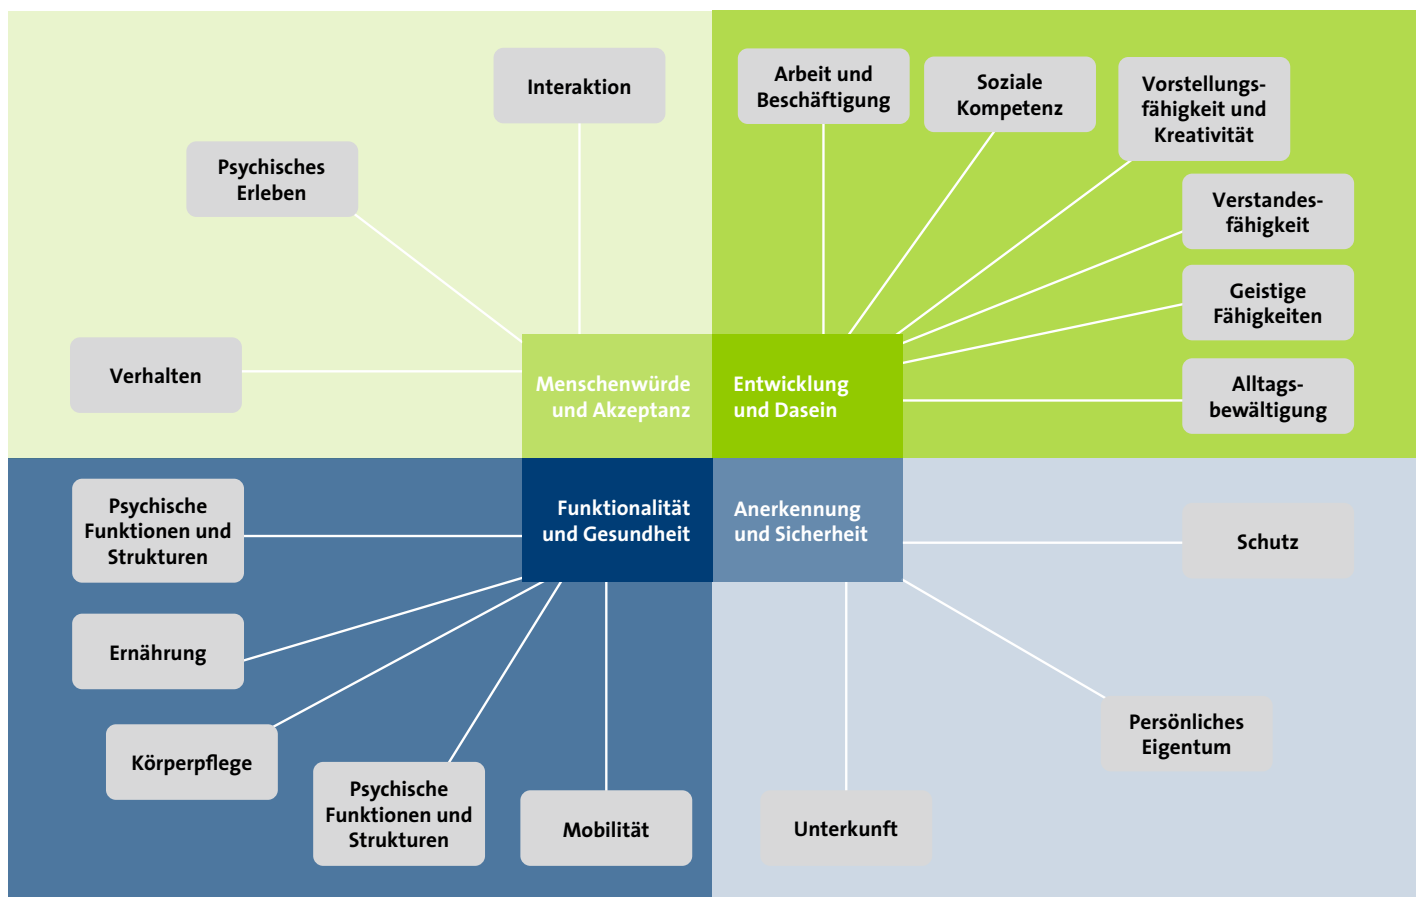 Interaktion
Psychisches
Erleben
Verhalten
Menschenwürde
und Akzeptanz
Arbeit und
Beschäftigung
Soziale
Kompetenz
Vorstellungs-
fähigkeit und
Kreativität
Verstandes-
fähigkeit
Geistige
Fähigkeiten
Alltags-
bewältigung
Entwicklung
und Dasein
Psychische
Funktionen und
Strukturen
Ernährung
Körperpflege
Psychische
Funktionen und
Strukturen
Mobilität
Funktionalität
und Gesundheit
Anerkennung
und Sicherheit
Schutz
Persönliches
Eigentum
Unterkunft